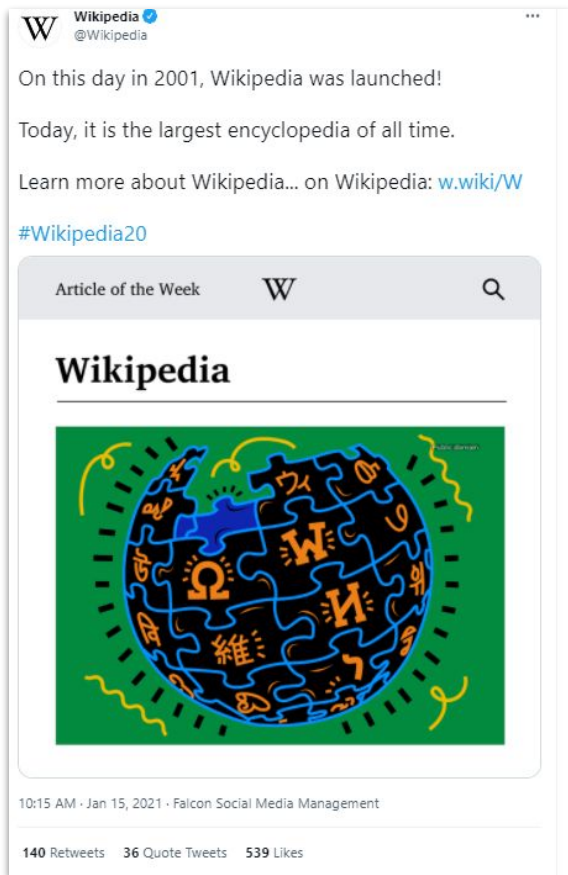 Wikipedia
@Wikipedia
On this day in 2001, Wikipedia was launched!
Today, it is the largest encyclopedia of all time.
Learn more about Wikipedia... on Wikipedia: w.wiki/W
#Wikipedia20
Article of the Week W
Wikipedia
ウィ
W
Ω
И
維
10:15 AM · Jan 15, 2021 · Falcon Social Media Management
140 Retweets 36 Quote Tweets 539 Likes